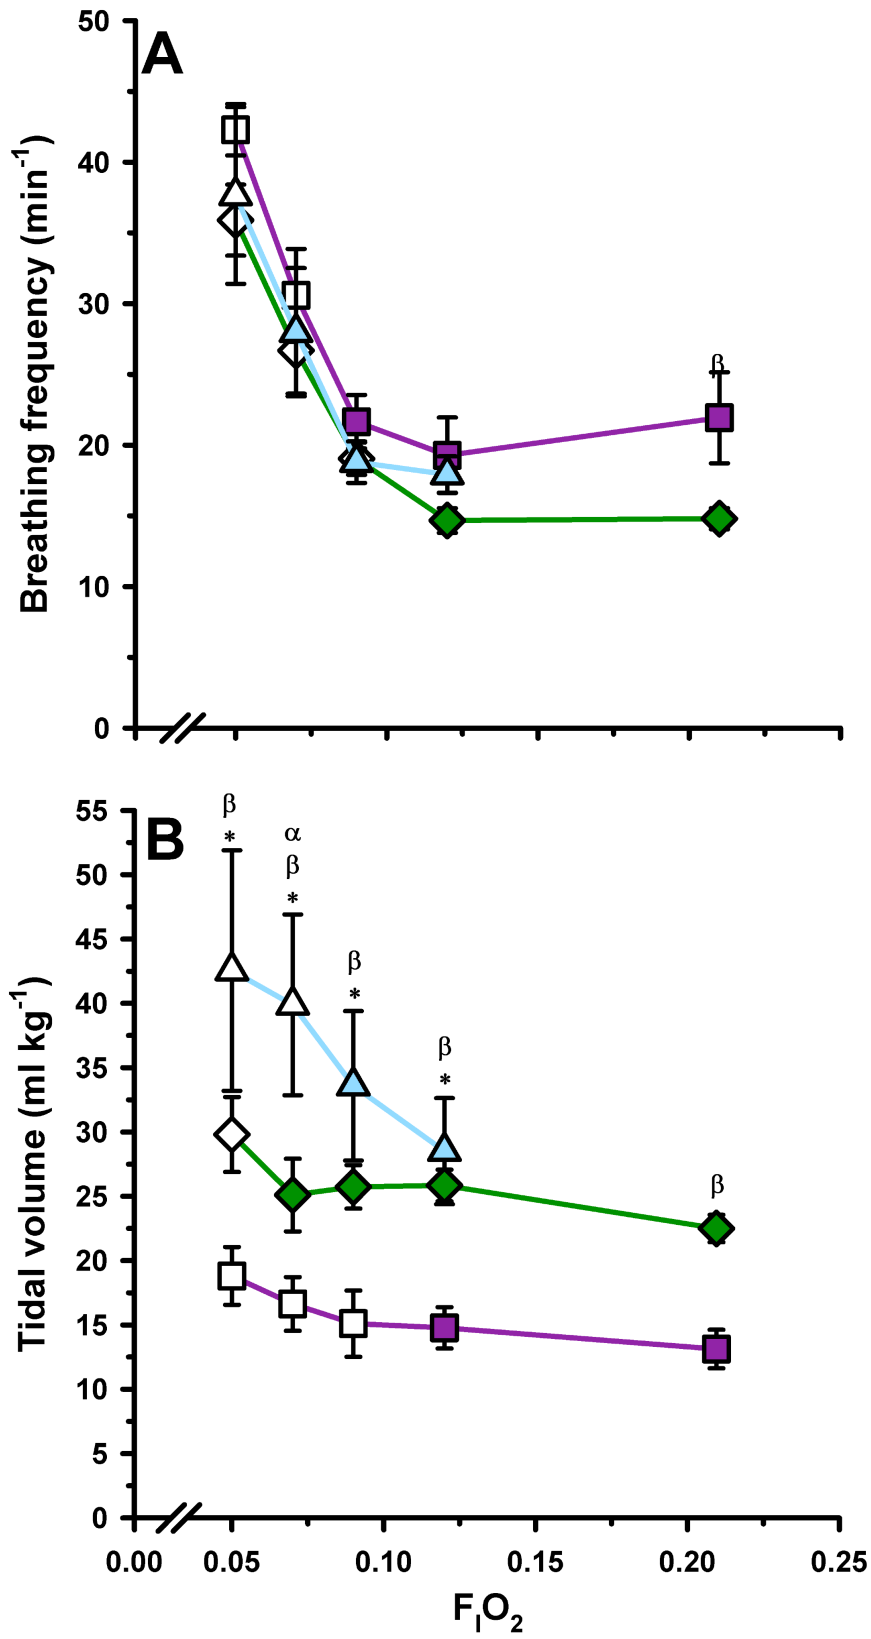 A
50
40
30
20
10
0
Breathing frequency (min⁻¹)
β
B
55
50
45
40
35
30
25
20
15
10
5
0
Tidal volume (ml kg⁻¹)
β
*
α
β
*
β
*
β
*
β
0.00 0.05 0.10 0.15 0.20 0.25
FIO2